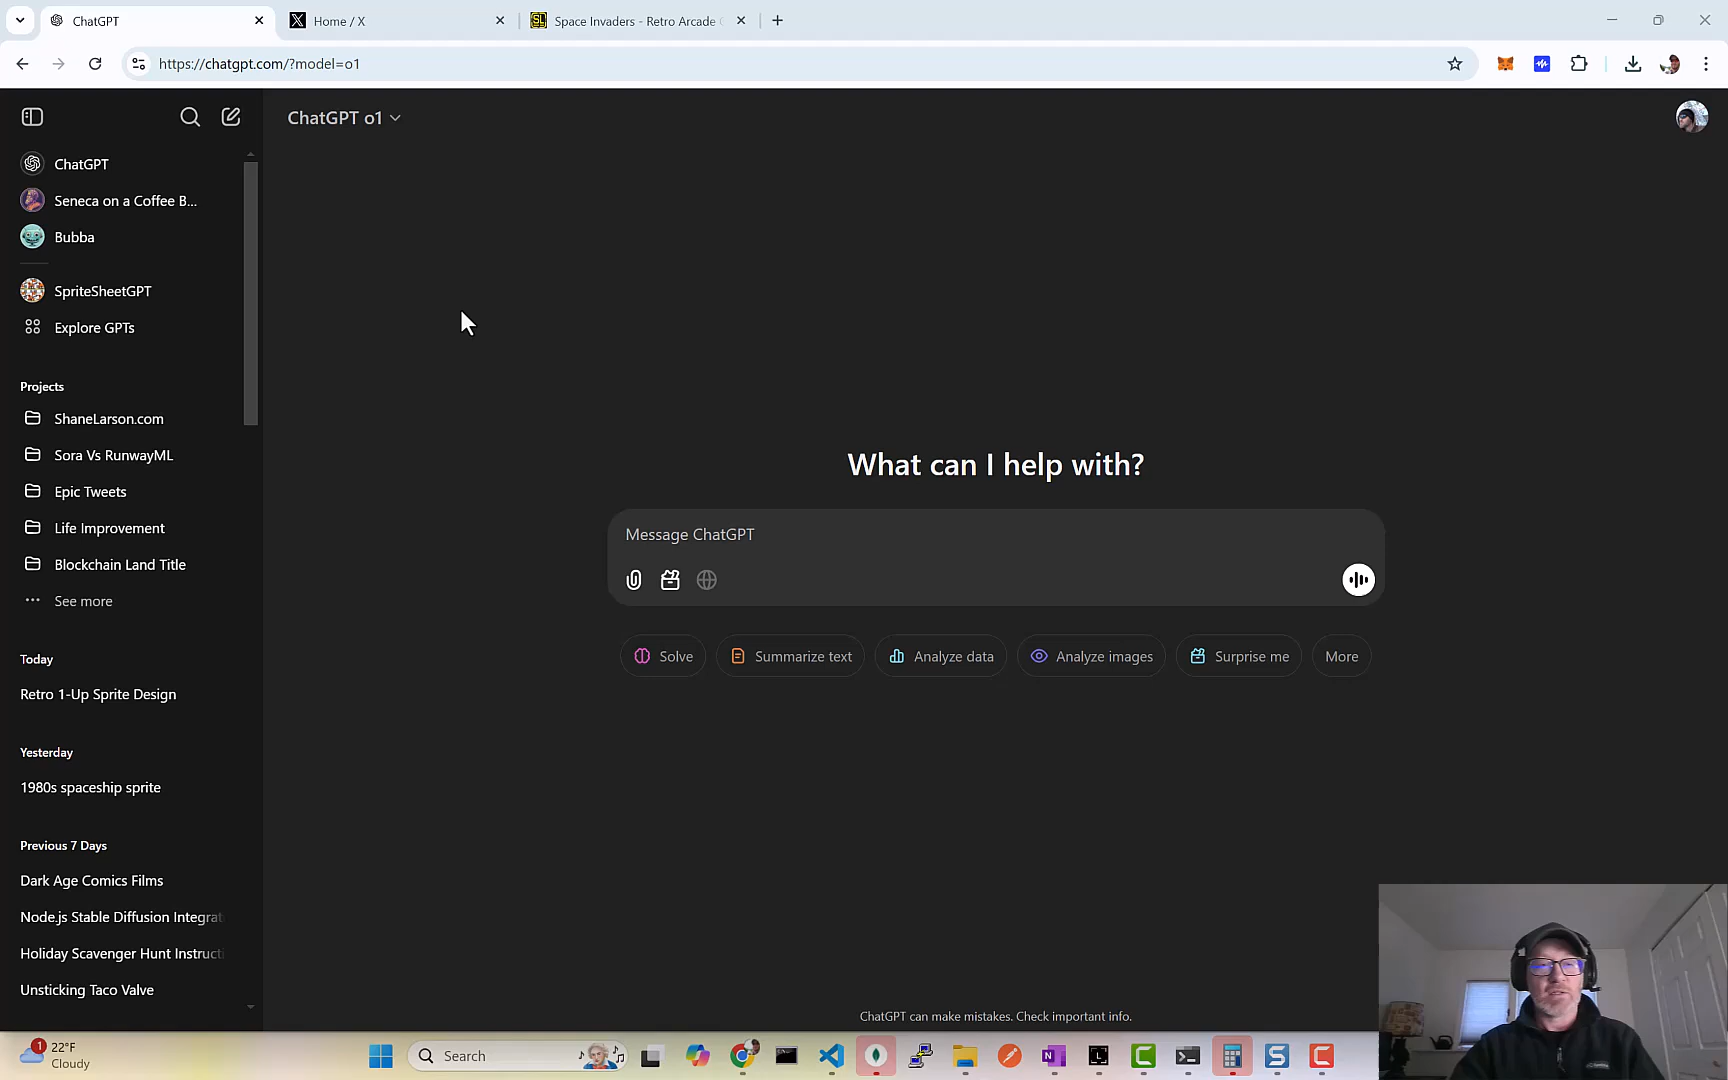 ChatGPT
Home / X
Space Invaders - Retro Arcade
https://chatgpt.com/?model=o1
ChatGPT o1
ChatGPT
Seneca on a Coffee B...
Bubba
SpriteSheetGPT
Explore GPTs
Projects
ShaneLarson.com
Sora Vs RunwayML
Epic Tweets
Life Improvement
Blockchain Land Title
See more
Today
Retro 1-Up Sprite Design
Yesterday
1980s spaceship sprite
Previous 7 Days
Dark Age Comics Films
Node.js Stable Diffusion Integrat
Holiday Scavenger Hunt Instructi
Unsticking Taco Valve
What can I help with?
Message ChatGPT
Solve
Summarize text
Analyze data
Analyze images
Surprise me
More
ChatGPT can make mistakes. Check important info.
1
22°F
Cloudy
Search